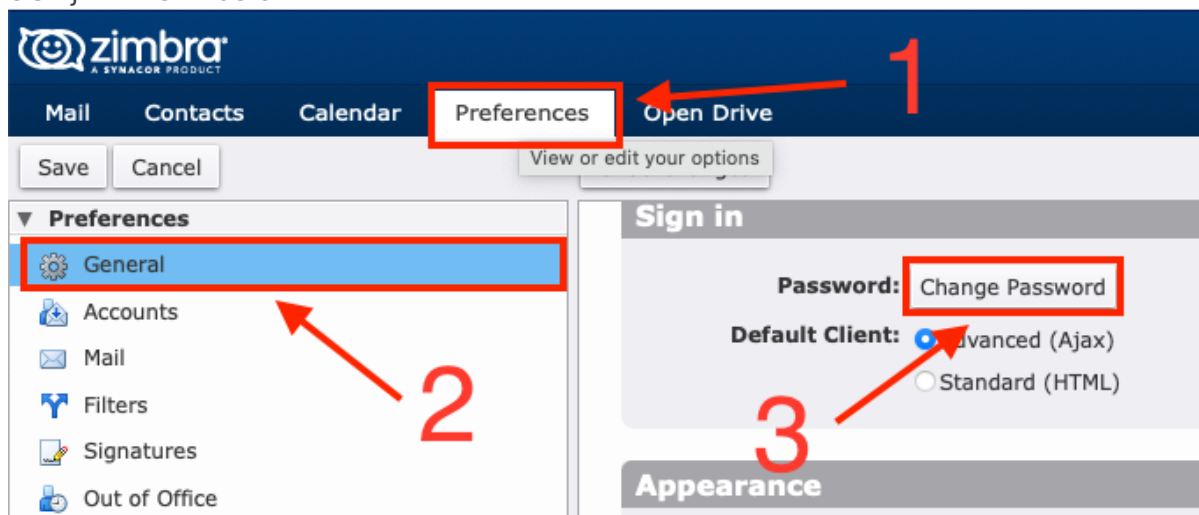 zimbra
A SYNACOR PRODUCT
1
Mail Contacts Calendar Preferences Open Drive
Save Cancel View or edit your options
Preferences
Sign in
General
Password: Change Password
Accounts
Default Client: Advanced (Ajax)
Mail
Standard (HTML)
2
Filters
3
Signatures
Appearance
Out of Office